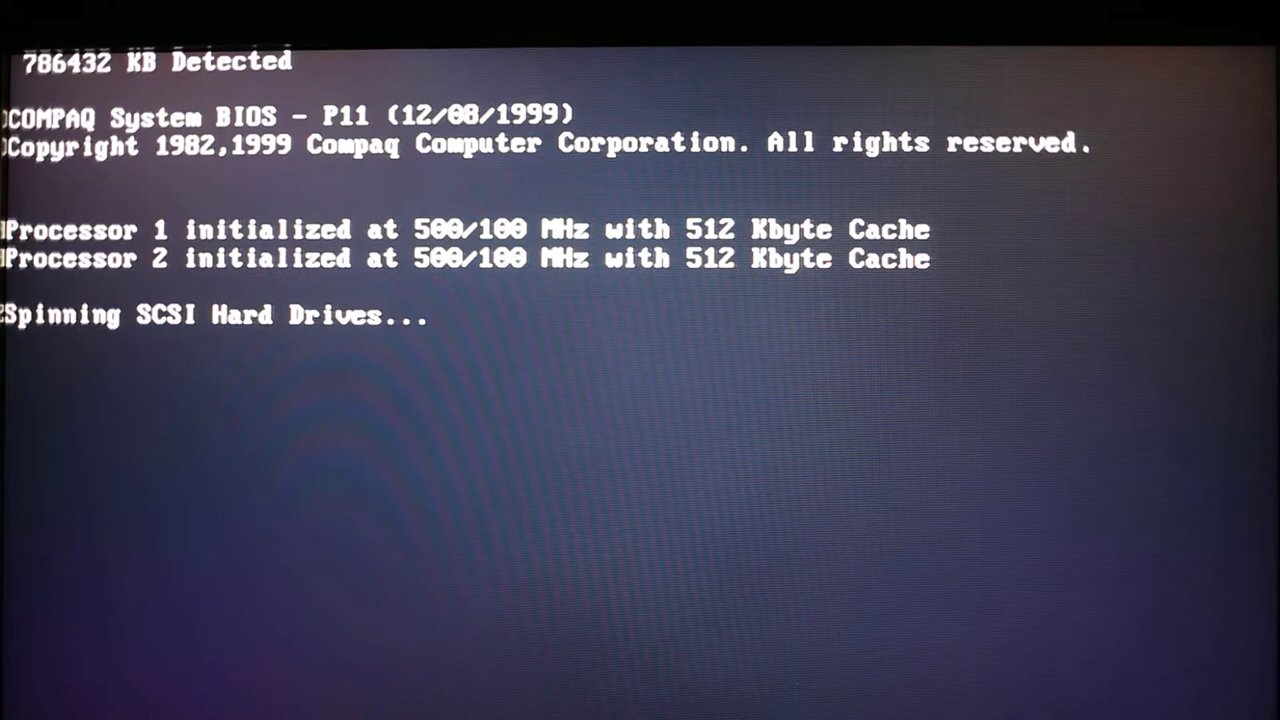 786432 KB Detected
COMPAQ System BIOS - P11 (12/08/1999)
Copyright 1982,1999 Compaq Computer Corporation. All rights reserved.
Processor 1 initialized at 500/100 MHz with 512 Kbyte Cache
Processor 2 initialized at 500/100 MHz with 512 Kbyte Cache
Spinning SCSI Hard Drives...